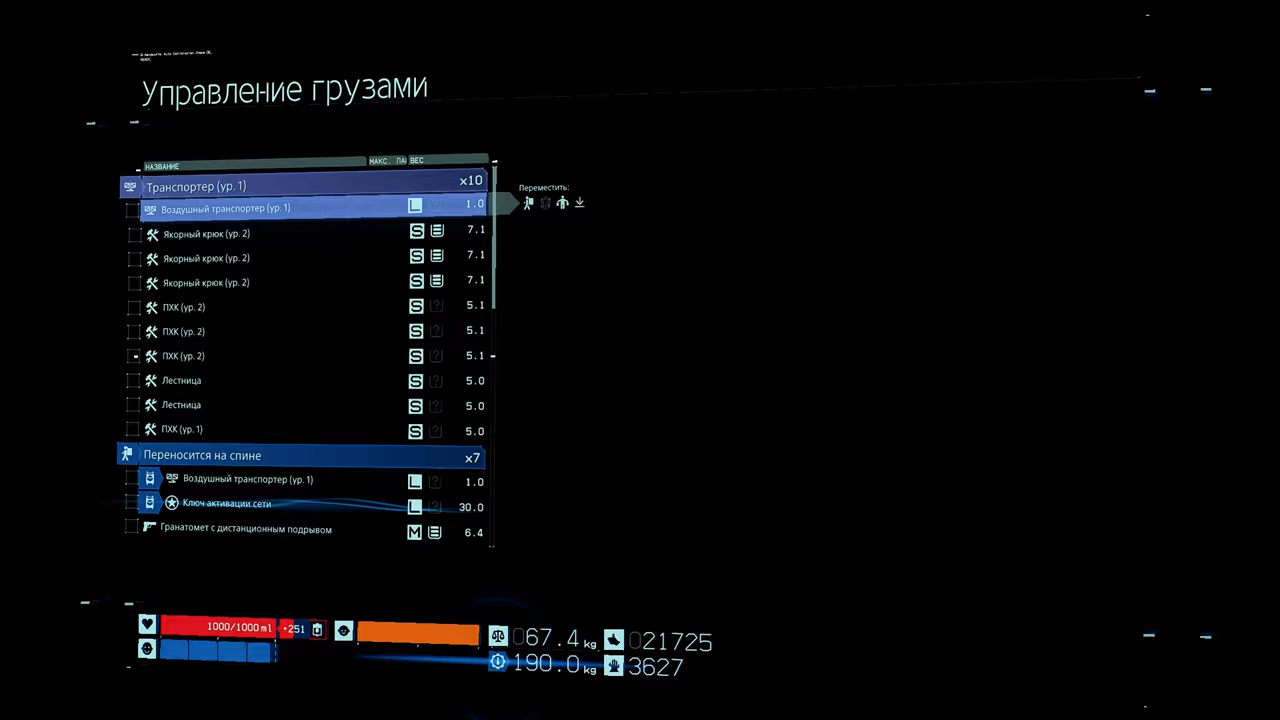 Управление грузами
НАЗВАНИЕ МАКС. ПА ВЕС
Транспортер (ур. 1) x10
Воздушный транспортер (ур. 1) L 1.0
Переместить:
Якорный крюк (ур. 2) S 7.1
Якорный крюк (ур. 2) S 7.1
Якорный крюк (ур. 2) S 7.1
ПХК (ур. 2) S 5.1
ПХК (ур. 2) S 5.1
ПХК (ур. 2) S 5.1
Лестница S 5.0
Лестница S 5.0
ПХК (ур. 1) S 5.0
Переносится на спине x7
Воздушный транспортер (ур. 1) L 1.0
Ключ активации сети L 30.0
Гранатомет с дистанционным подрывом M 6.4
1000/1000 ml +251 067.4 kg 021725
190.0 kg 3627